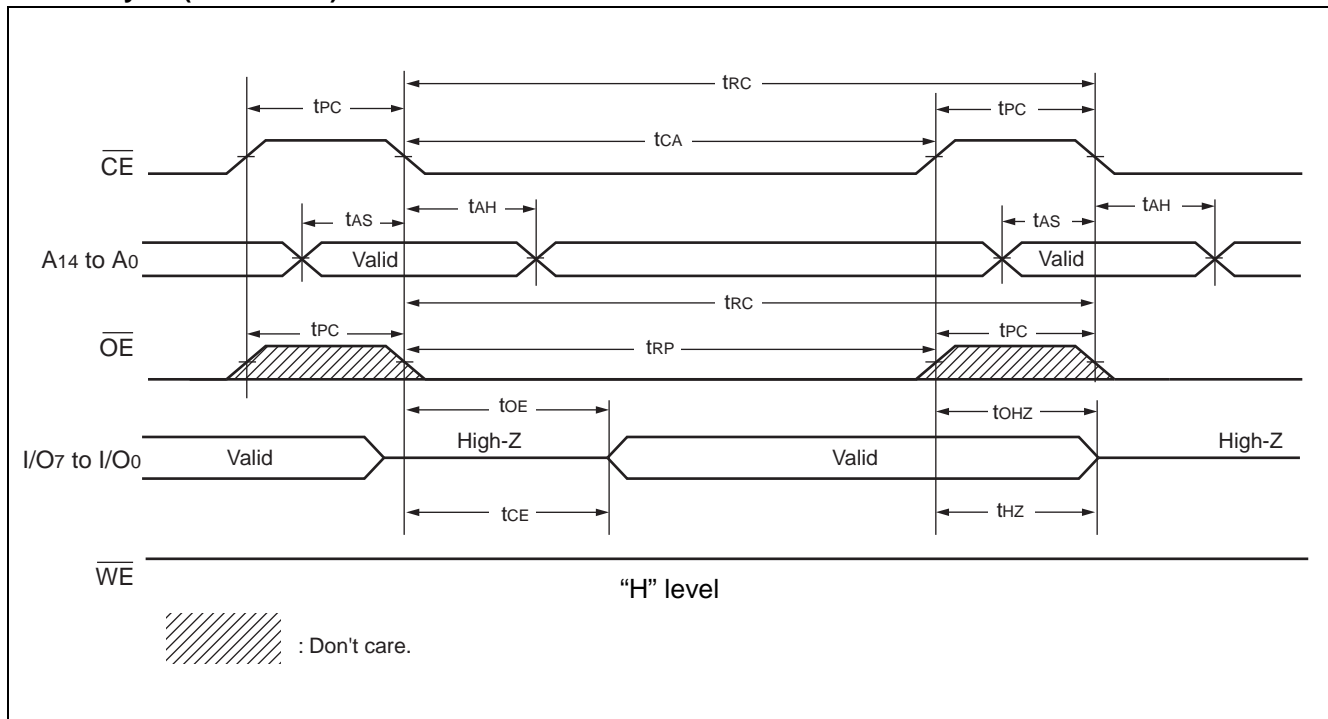 tRC
tPC tPC
tCA
CE
tAS tAH tAS tAH
A14 to A0 Valid Valid
tRC
tPC tPC
OE tRP
tOE tOHZ
High-Z High-Z
I/O7 to I/O0 Valid Valid
tCE tHZ
WE
“H” level
: Don't care.